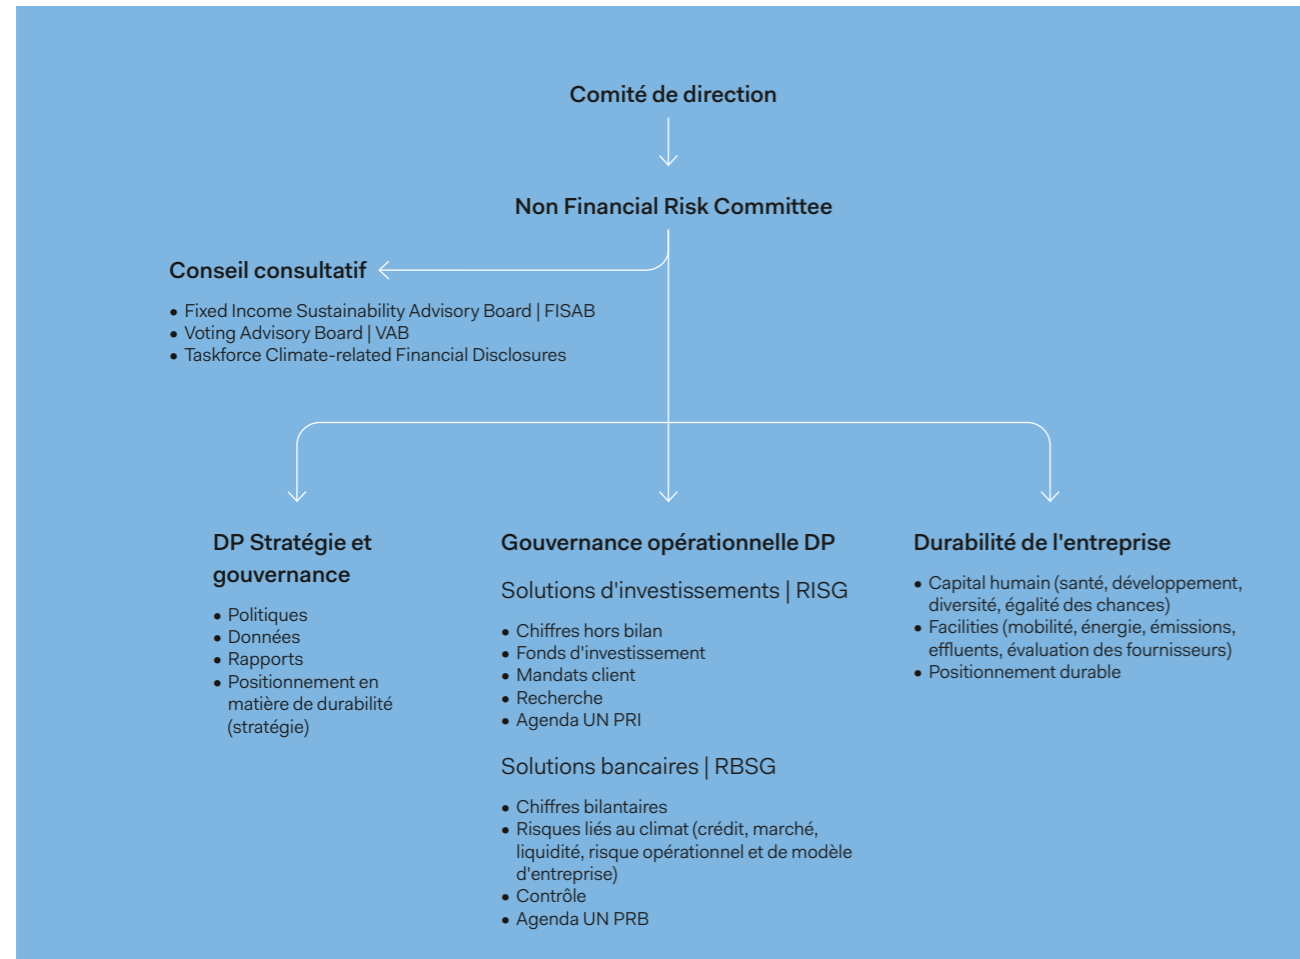 Comité de direction
Non Financial Risk Committee
Conseil consultatif
• Fixed Income Sustainability Advisory Board | FISAB
• Voting Advisory Board | VAB
• Taskforce Climate-related Financial Disclosures
DP Stratégie et
gouvernance
• Politiques
• Données
• Rapports
• Positionnement en
matière de durabilité
(stratégie)
Gouvernance opérationnelle DP
Solutions d'investissements | RISG
• Chiffres hors bilan
• Fonds d'investissement
• Mandats client
• Recherche
• Agenda UN PRI
Solutions bancaires | RBSG
• Chiffres bilantaires
• Risques liés au climat (crédit, marché,
liquidité, risque opérationnel et de modèle
d'entreprise)
• Contrôle
• Agenda UN PRB
Durabilité de l'entreprise
• Capital humain (santé, développement,
diversité, égalité des chances)
• Facilities (mobilité, énergie, émissions,
effluents, évaluation des fournisseurs)
• Positionnement durable